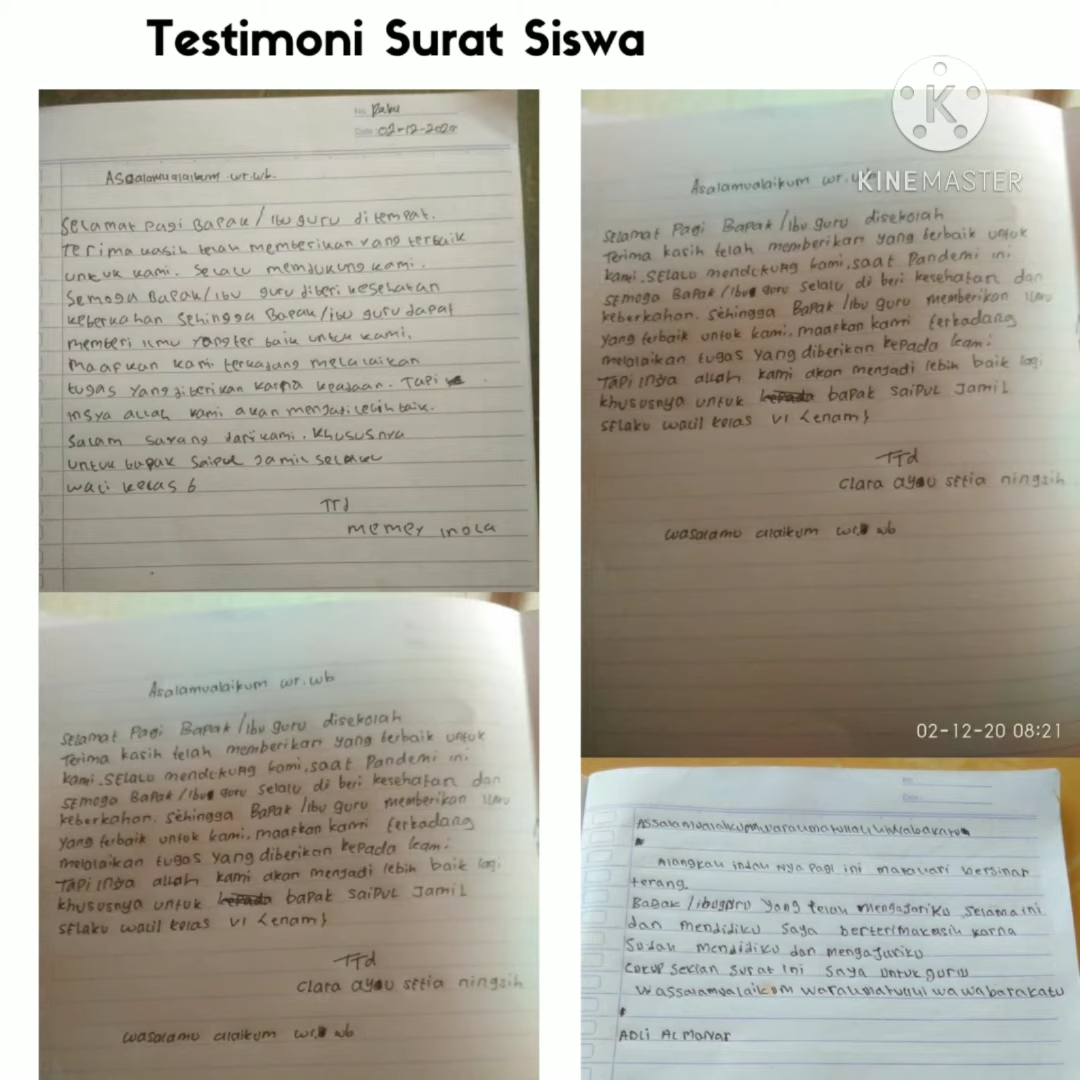 Testimoni Surat Siswa
No: Rabu
Date: 02-12-2020
Assalamualaikum wr.wb.
Selamat pagi Bapak/Ibu guru ditempat.
Terima kasih telah memberikan yang terbaik
untuk kami. Selalu mendukung kami.
Semoga Bapak/ibu guru diberi kesehatan
keberkahan sehingga Bapak/ibu guru dapat
memberi ilmu yang ter baik untuk kami.
Maafkan kami terkadang melalaikan
tugas yang diberikan karna keadaan. Tapi
insya allah kami akan menjadi lebih baik.
Salam sayang dari kami. Khususnya
untuk bapak Saipul Jamil selaku
wali kelas 6
TTd
memey inola
KINEMASTER
Asalamualaikum wr.wb
Selamat Pagi Bapak/ibu guru disekolah
Terima kasih telah memberikan yang terbaik untuk
kami. Selalu mendukung kami, saat Pandemi ini
semoga Bapak/ibu guru selalu di beri kesehatan dan
keberkahan. Sehingga Bapak/Ibu guru memberikan ilmu
yang terbaik untuk kami, maafkan kami terkadang
melalaikan tugas yang diberikan kepada kami
Tapi insya allah kami akan menjadi lebih baik lagi
khususnya untuk kepada bapak Saipul Jamil
selaku wacil kelas VI {enam}
TTd
Clara ayou setia ningsih
wasalamu alaikum wr. wb
02-12-20 08:21
Asalamualaikum wr.wb
Selamat Pagi Bapak/ibu guru disekolah
Terima kasih telah memberikan yang terbaik untuk
kami. Selalu mendukung kami, saat Pandemi ini
semoga Bapak/ibu guru selalu di beri kesehatan dan
keberkahan. Sehingga Bapak/Ibu guru memberikan ilmu
yang terbaik untuk kami, maafkan kami terkadang
melalaikan tugas yang diberikan kepada kami
Tapi insya allah kami akan menjadi lebih baik lagi
khususnya untuk kepada bapak Saipul Jamil
selaku wacil kelas VI {enam}
TTd
Clara ayou setia ningsih
wasalamu alaikum wr. wb
No:
Date:
Alangkah indah nya pagi ini matahari bersinar
terang
Bapak/ibuguru yang telah mengajariku selama ini
dan mendidiku saya berterimakasih karna
Sudah mendidiku dan mengajariku
Cukup sekian surat ini saya untuk guru
ADLI AL MANAR